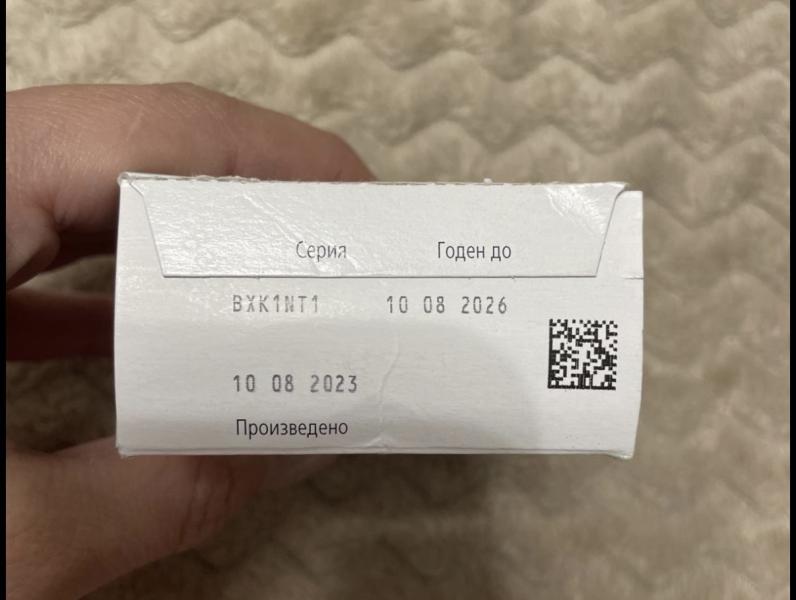 Серия Годен до
BXK1NT1 10 08 2026
10 08 2023
Произведено